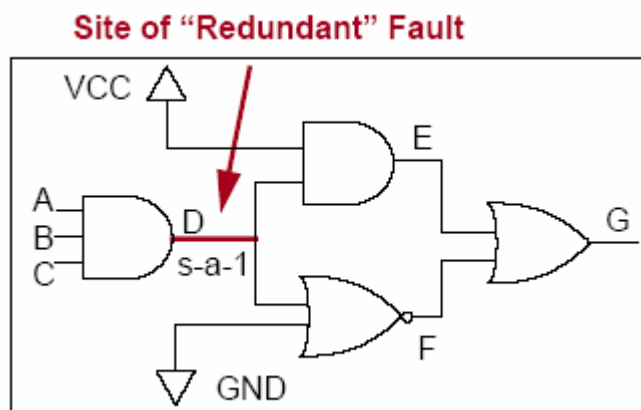 Site of “Redundant” Fault
VCC
E
A
D
G
B
C
s-a-1
F
GND